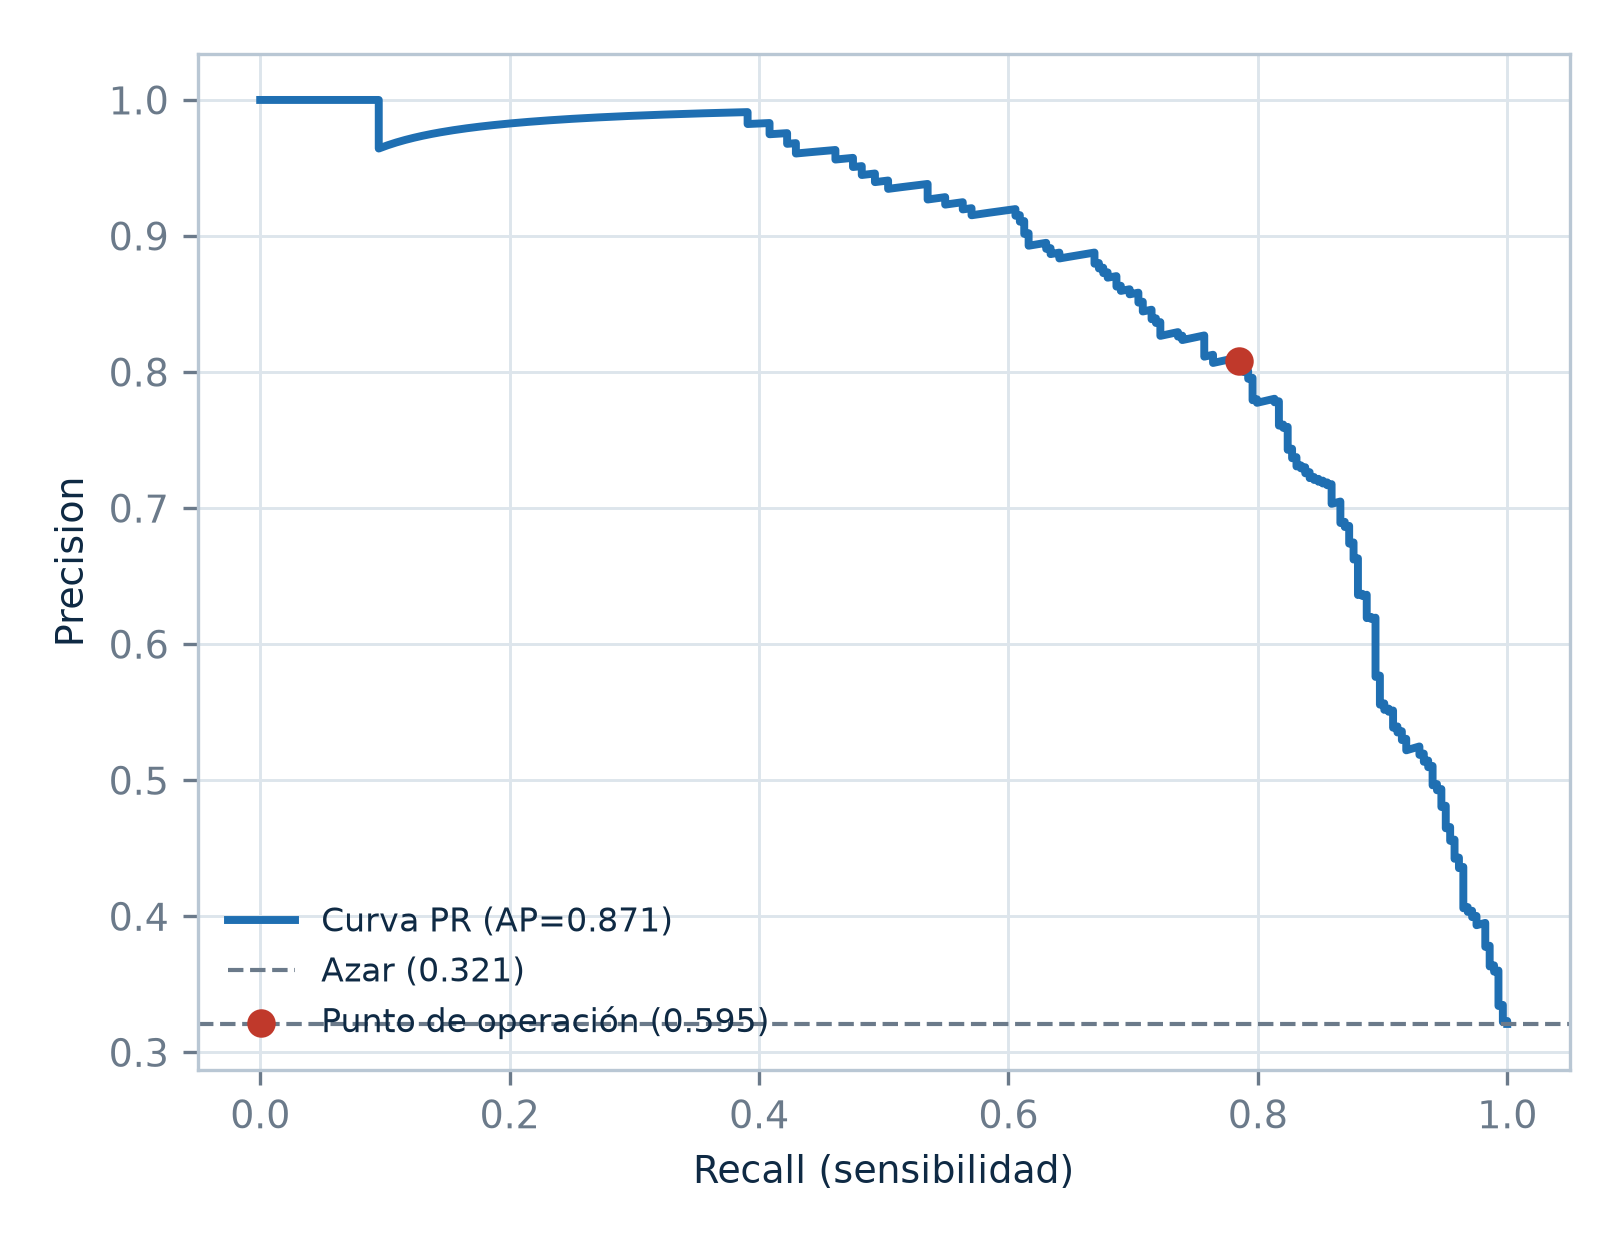 1.0
0.9
0.8
0.7
0.6
0.5
0.4
0.3
Precision
Curva PR (AP=0.871)
Azar (0.321)
Punto de operación (0.595)
0.0 0.2 0.4 0.6 0.8 1.0
Recall (sensibilidad)